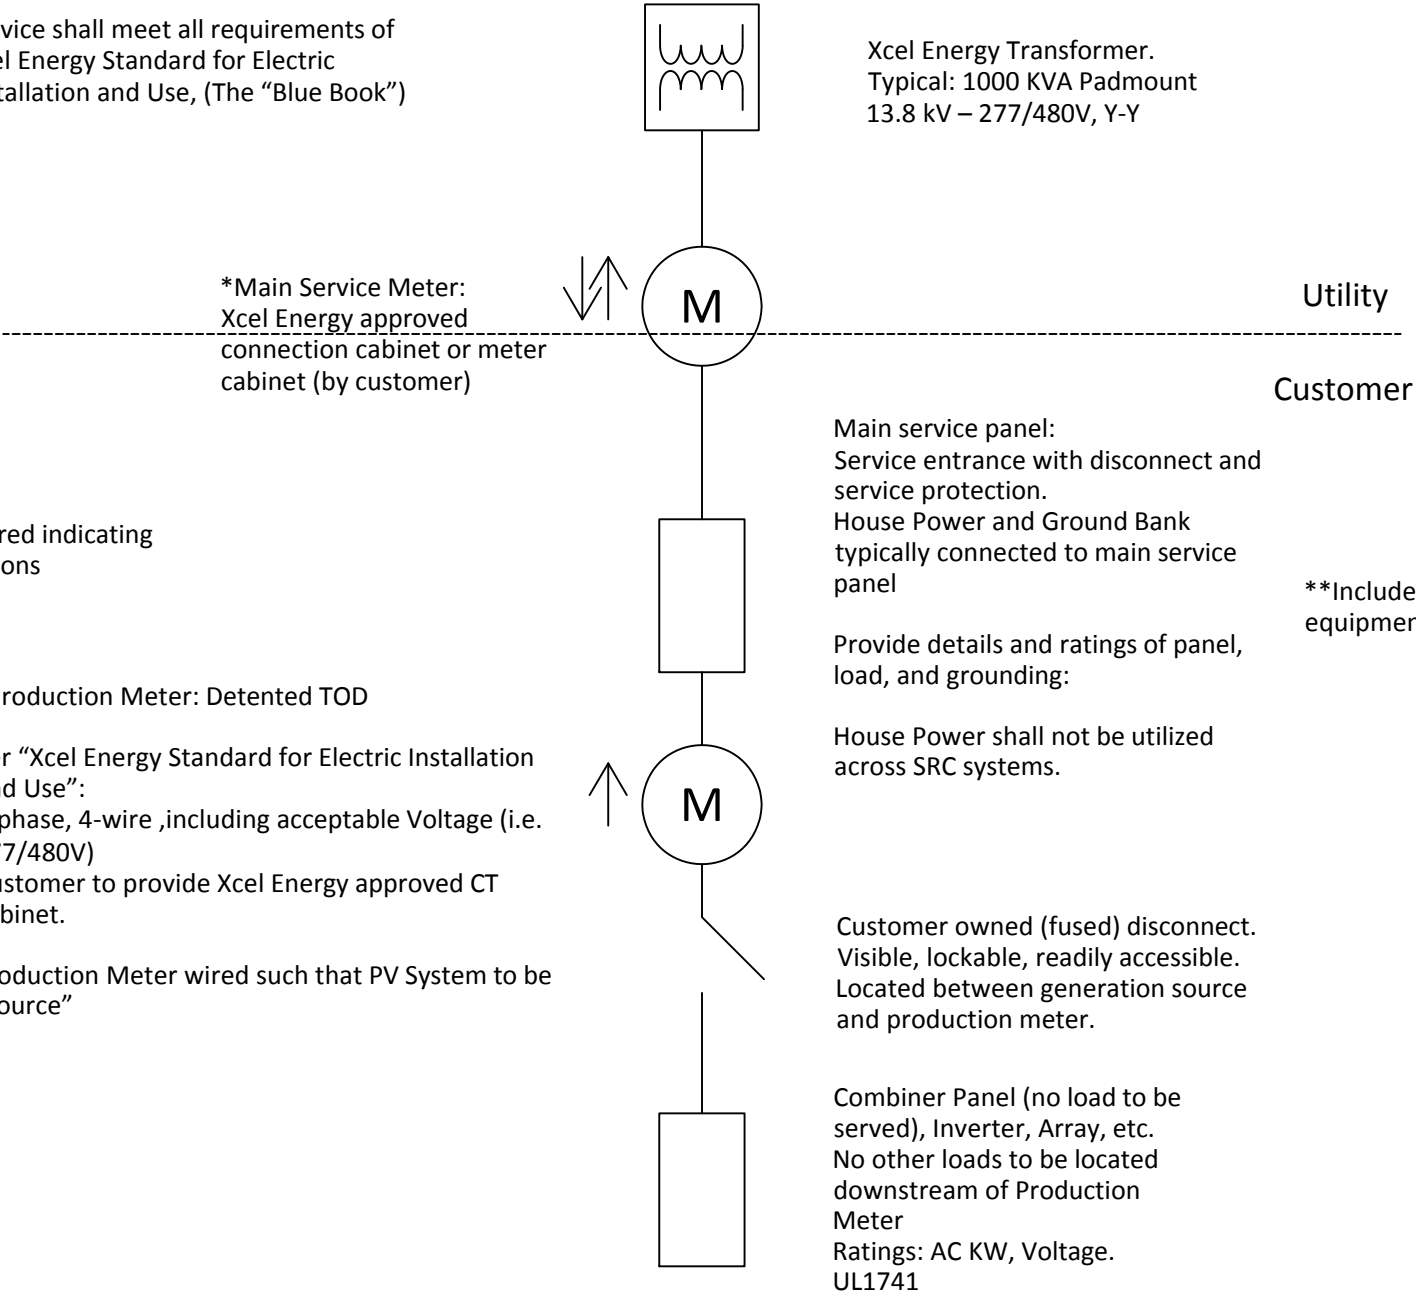 vice shall meet all requirements of
el Energy Standard for Electric
tallation and Use, (The “Blue Book”)
Xcel Energy Transformer.
Typical: 1000 KVA Padmount
13.8 kV – 277/480V, Y-Y
*Main Service Meter:
Xcel Energy approved
connection cabinet or meter
cabinet (by customer)
M
Utility
Customer
Main service panel:
Service entrance with disconnect and
service protection.
House Power and Ground Bank
typically connected to main service
panel
Provide details and ratings of panel,
load, and grounding:
House Power shall not be utilized
across SRC systems.
red indicating
ons
**Include
equipmen
roduction Meter: Detented TOD
er “Xcel Energy Standard for Electric Installation
nd Use”:
phase, 4-wire ,including acceptable Voltage (i.e.
77/480V)
ustomer to provide Xcel Energy approved CT
binet.
roduction Meter wired such that PV System to be
ource”
M
Customer owned (fused) disconnect.
Visible, lockable, readily accessible.
Located between generation source
and production meter.
Combiner Panel (no load to be
served), Inverter, Array, etc.
No other loads to be located
downstream of Production
Meter
Ratings: AC KW, Voltage.
UL1741